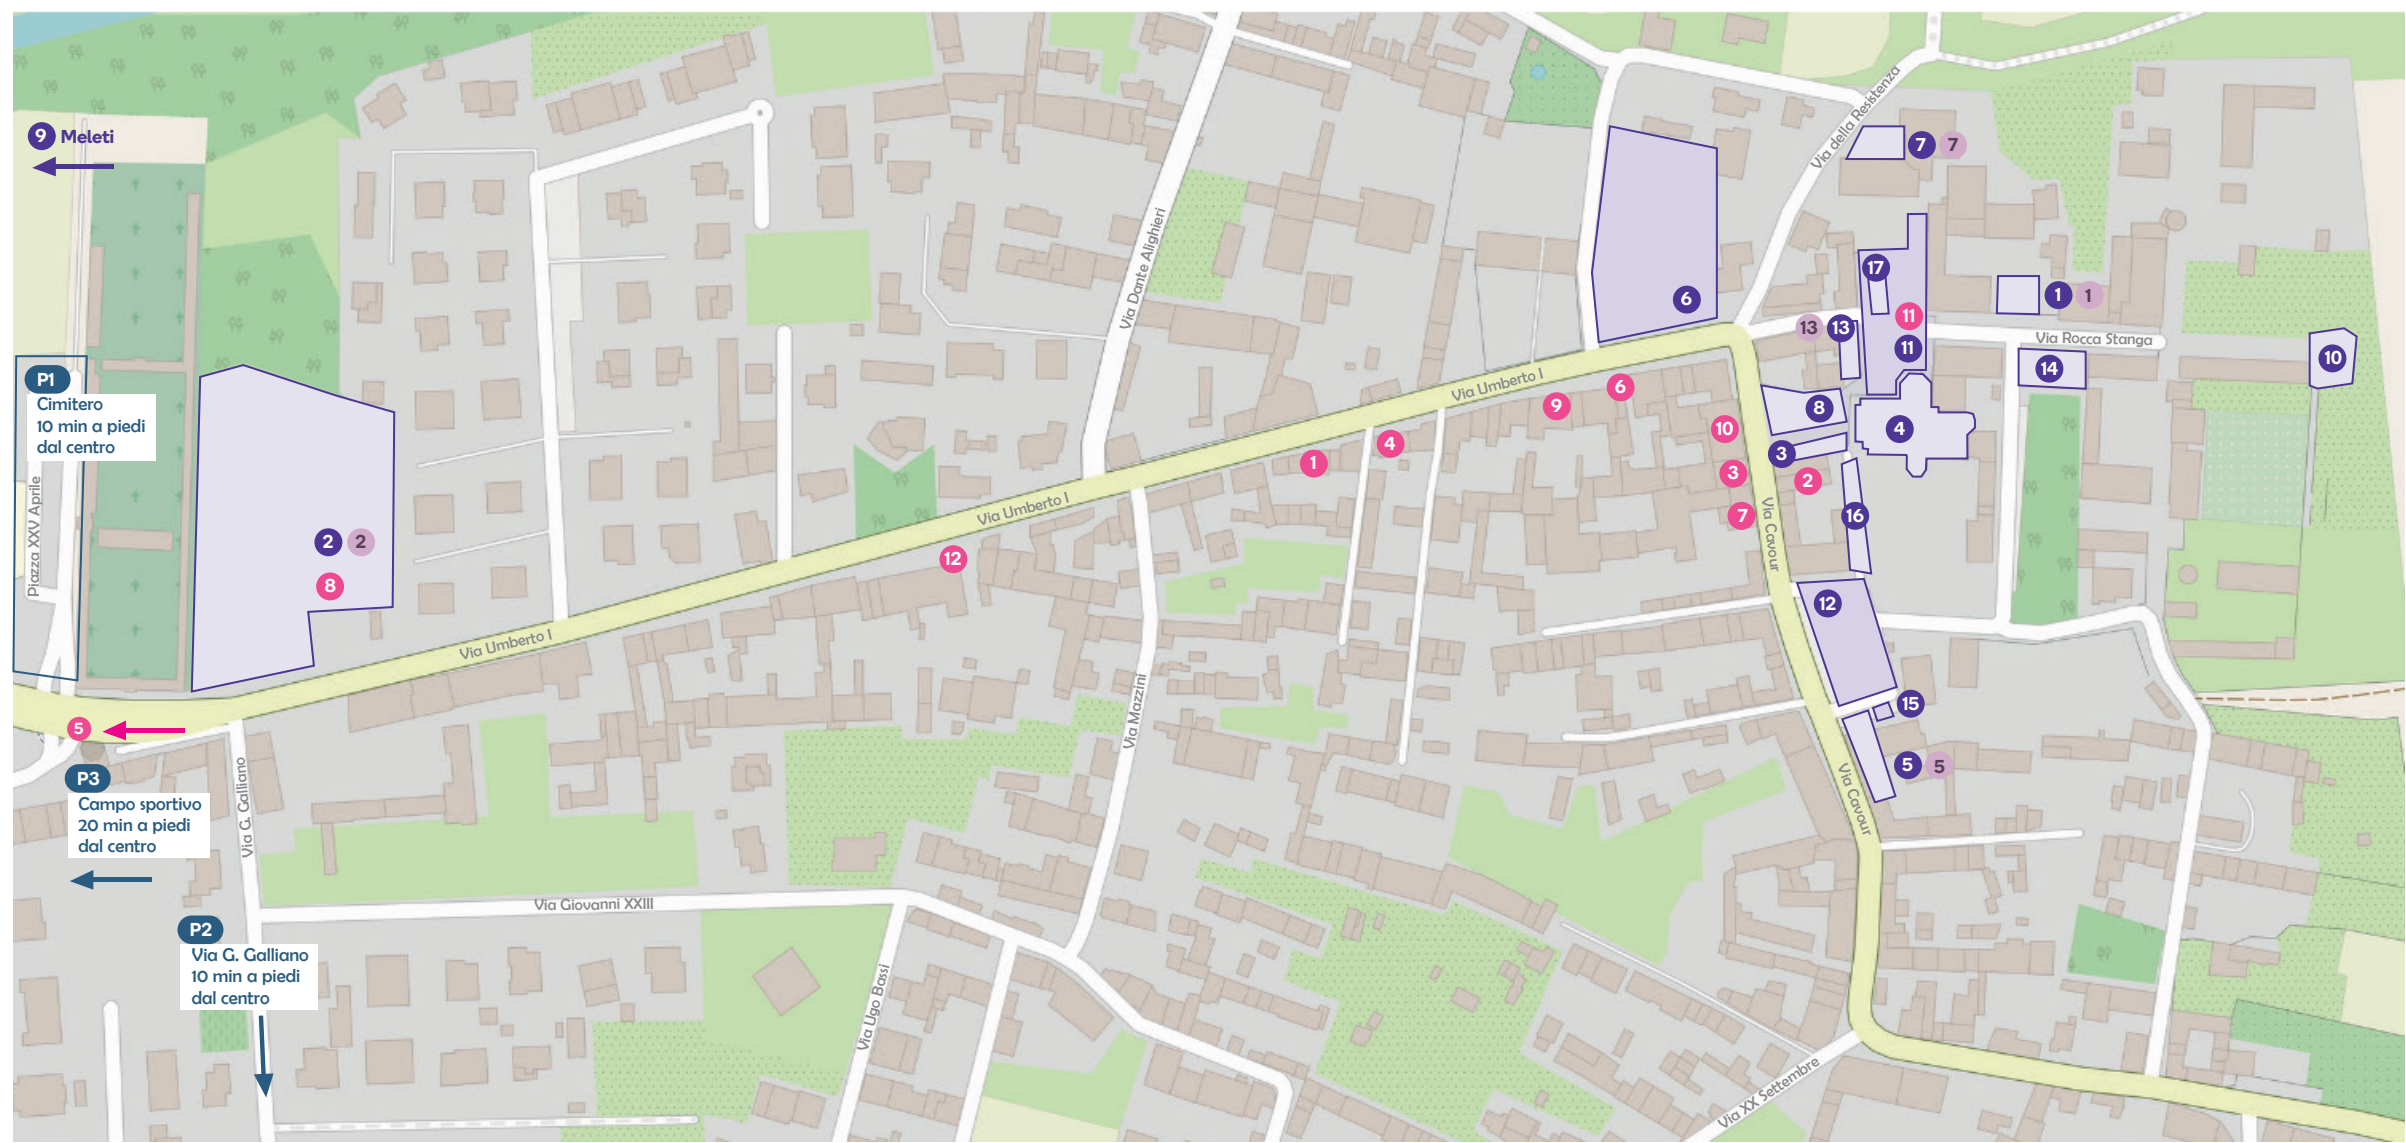 9 Meleti
Via della Resistenza
7 7
Via Dante Alighieri
17
6
1 1
11
13 13
Via Rocca Stanga
11
10
14
P1
Cimitero
10 min a piedi
dal centro
Via Umberto I
6
9
8
10
4
4
3
1
3
2
Piazza XXV Aprile
Via Umberto I
7
16
Via Cavour
2 2
12
8
12
Via Umberto I
Via Mazzini
15
5
5 5
P3
Campo sportivo
20 min a piedi
dal centro
Via G. Galliano
Via Cavour
Via Giovanni XXIII
P2
Via G. Galliano
10 min a piedi
dal centro
Via Ugo Bassi
Via XX Settembre